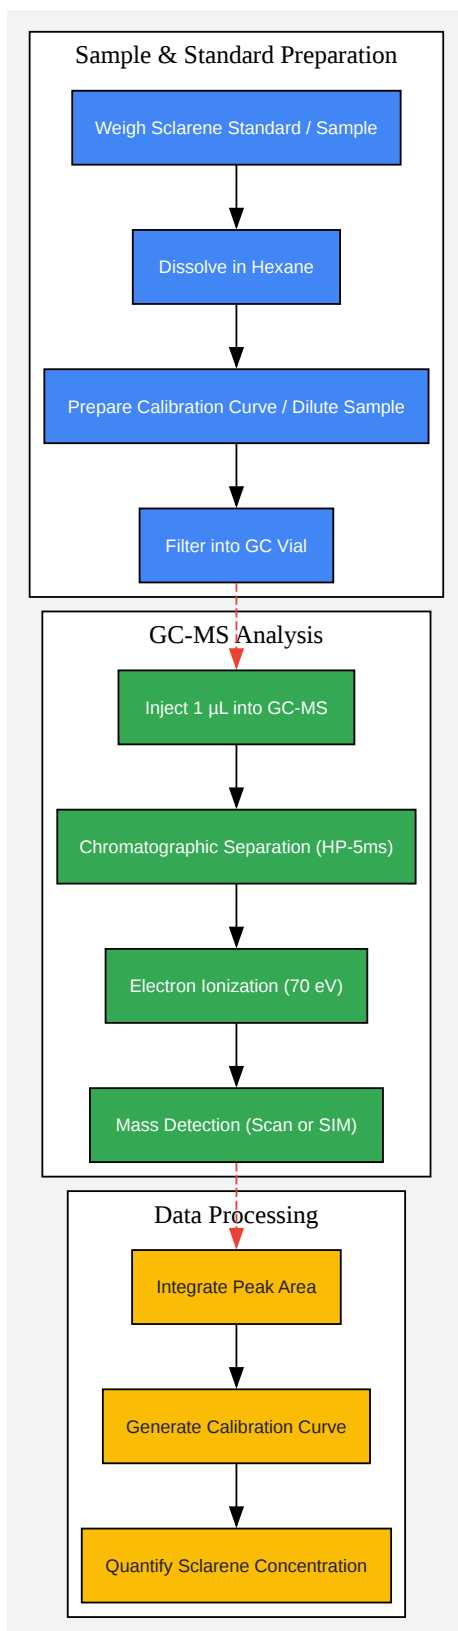 Sample & Standard Preparation
Weigh Sclarene Standard / Sample
Dissolve in Hexane
Prepare Calibration Curve / Dilute Sample
Filter into GC Vial
GC-MS Analysis
Inject 1 µL into GC-MS
Chromatographic Separation (HP-5ms)
Electron Ionization (70 eV)
Mass Detection (Scan or SIM)
Data Processing
Integrate Peak Area
Generate Calibration Curve
Quantify Sclarene Concentration